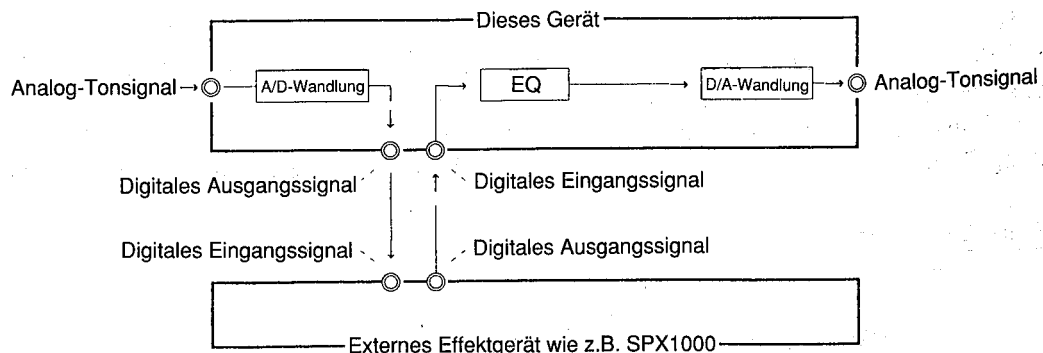 Dieses Gerät
Analog-Tonsignal
A/D-Wandlung
EQ
D/A-Wandlung
Analog-Tonsignal
Digitales Ausgangssignal
Digitales Eingangssignal
Digitales Eingangssignal
Digitales Ausgangssignal
Externes Effektgerät wie z.B. SPX1000